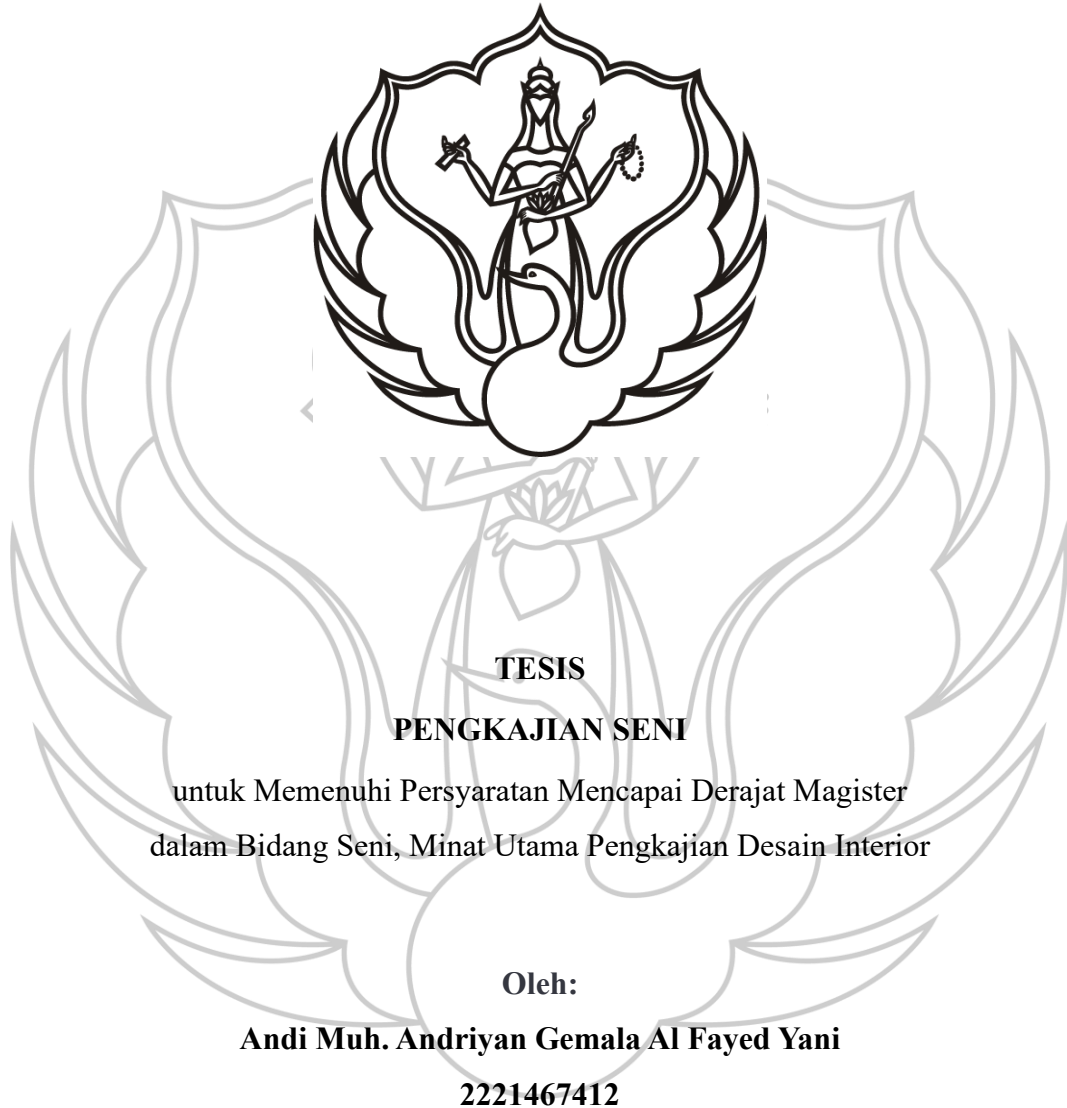 TESIS
PENGKAJIAN SENI
untuk Memenuhi Persyaratan Mencapai Derajat Magister
dalam Bidang Seni, Minat Utama Pengkajian Desain Interior
Oleh:
Andi Muh. Andriyan Gemala Al Fayed Yani
2221467412